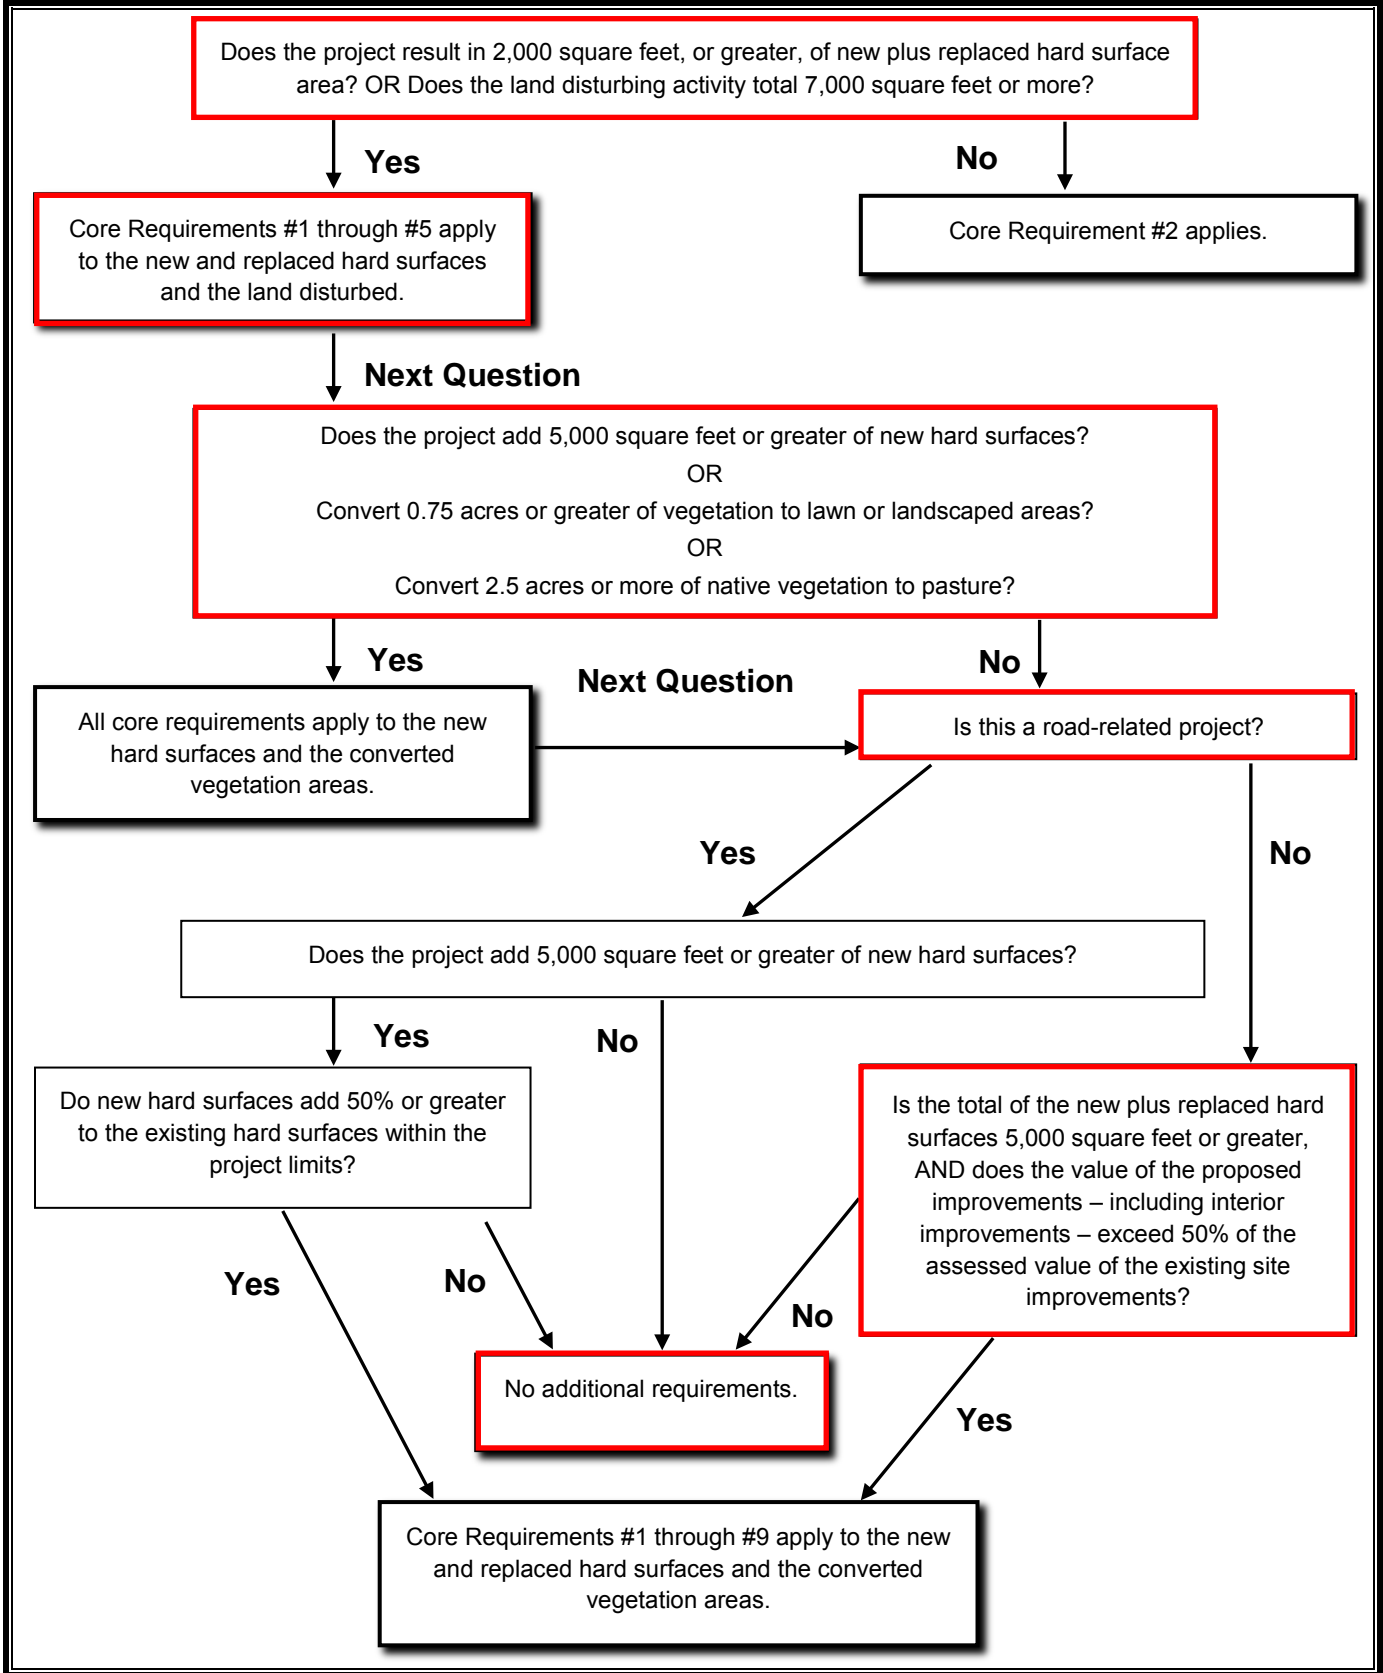 Does the project result in 2,000 square feet, or greater, of new plus replaced hard surface
area? OR Does the land disturbing activity total 7,000 square feet or more?
Yes
No
Core Requirements #1 through #5 apply
to the new and replaced hard surfaces
and the land disturbed.
Core Requirement #2 applies.
Next Question
Does the project add 5,000 square feet or greater of new hard surfaces?
OR
Convert 0.75 acres or greater of vegetation to lawn or landscaped areas?
OR
Convert 2.5 acres or more of native vegetation to pasture?
Yes
Next Question
No
All core requirements apply to the new
hard surfaces and the converted
vegetation areas.
Is this a road-related project?
Yes
No
Does the project add 5,000 square feet or greater of new hard surfaces?
Yes
No
Do new hard surfaces add 50% or greater
to the existing hard surfaces within the
project limits?
Is the total of the new plus replaced hard
surfaces 5,000 square feet or greater,
AND does the value of the proposed
improvements – including interior
improvements – exceed 50% of the
assessed value of the existing site
improvements?
Yes
No
No
No additional requirements.
Yes
Core Requirements #1 through #9 apply to the new
and replaced hard surfaces and the converted
vegetation areas.